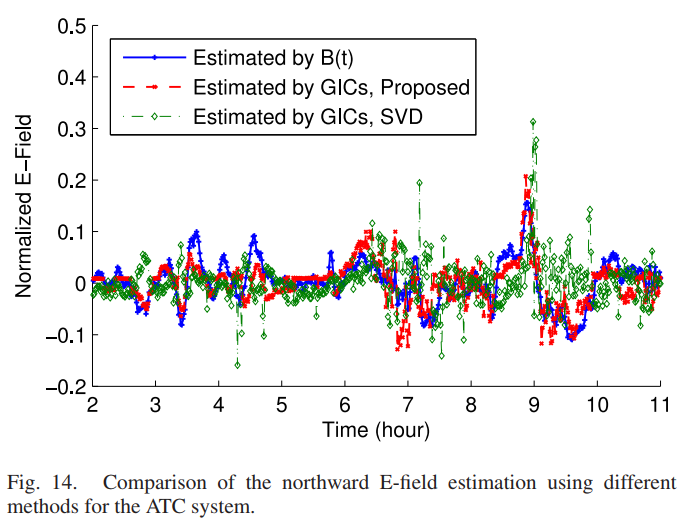 0.5
0.4
0.3
0.2
0.1
0
−0.1
−0.2
Normalized E−Field
Estimated by B(t)
Estimated by GICs, Proposed
Estimated by GICs, SVD
2 3 4 5 6 7 8 9 10 11
Time (hour)
Fig. 14. Comparison of the northward E-field estimation using different
methods for the ATC system.